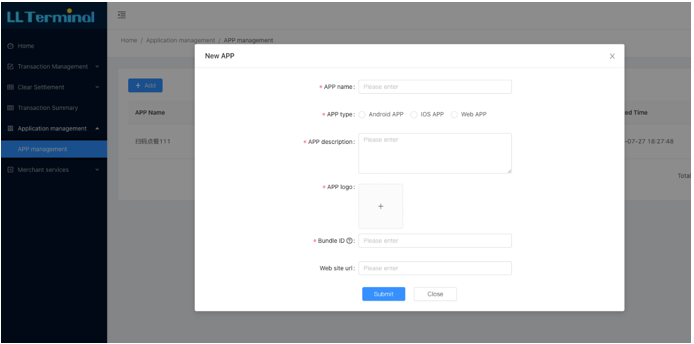 LLTerminal
Home
Transaction Management
Clear Settlement
Transaction Summary
Application management
APP management
Merchant services
Home / Application management / APP management
+ Add
APP Name
扫码点餐111
ed Time
-07-27 18:27:48
Total
New APP
* APP name:
Please enter
* APP type:
Android APP
IOS APP
Web APP
* APP description:
Please enter
* APP logo:
+
* Bundle ID ?:
Please enter
Web site url:
Please enter
Submit
Close